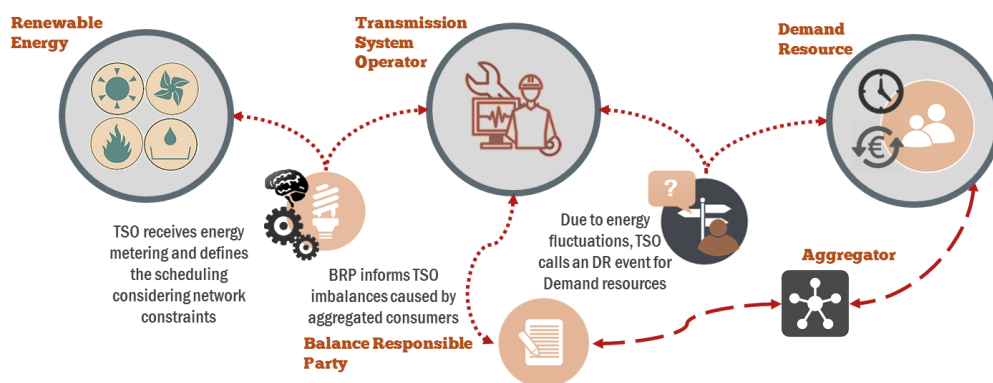 Renewable
Energy
Transmission
System
Operator
Demand
Resource
€
?
TSO receives energy
metering and defines
the scheduling
considering network
constraints
BRP informs TSO
imbalances caused by
aggregated consumers
Due to energy
fluctuations, TSO
calls an DR event for
Demand resources
Aggregator
Balance Responsible
Party